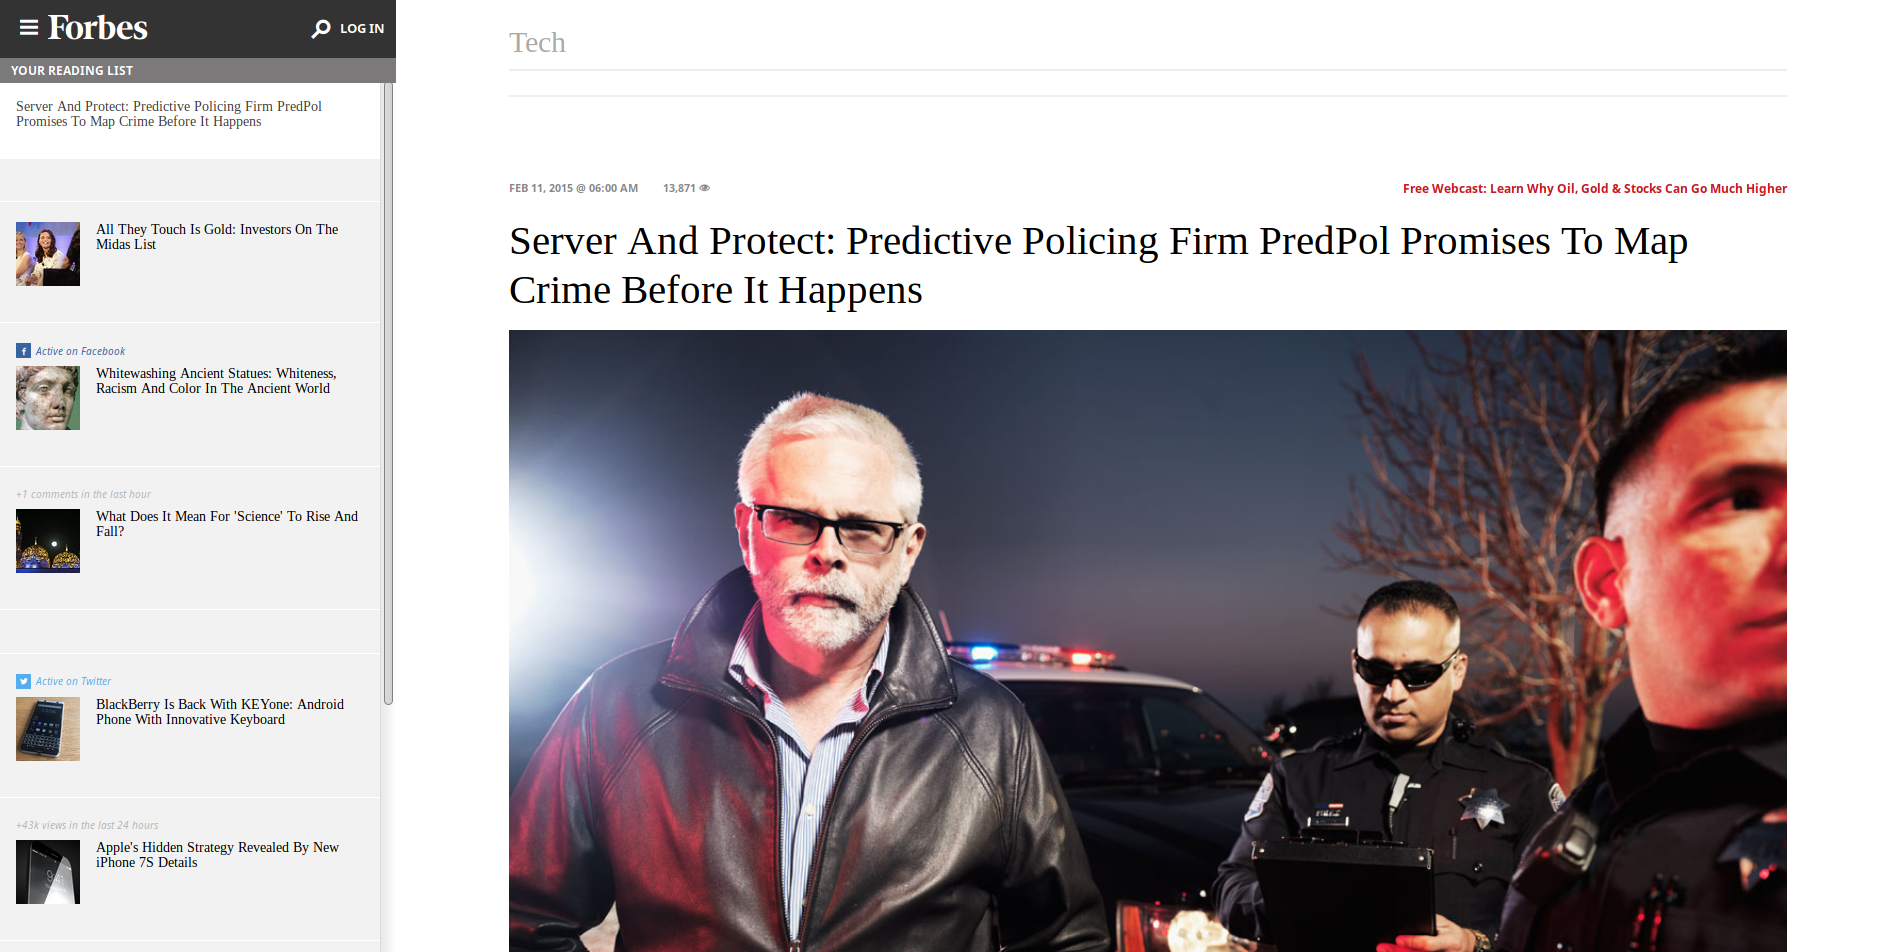 Forbes
LOG IN
YOUR READING LIST
Server And Protect: Predictive Policing Firm PredPol
Promises To Map Crime Before It Happens
All They Touch Is Gold: Investors On The
Midas List
Active on Facebook
Whitewashing Ancient Statues: Whiteness,
Racism And Color In The Ancient World
+1 comments in the last hour
What Does It Mean For 'Science' To Rise And
Fall?
Active on Twitter
BlackBerry Is Back With KEYone: Android
Phone With Innovative Keyboard
+43k views in the last 24 hours
Apple's Hidden Strategy Revealed By New
iPhone 7S Details
Tech
FEB 11, 2015 @ 06:00 AM 13,871
Free Webcast: Learn Why Oil, Gold & Stocks Can Go Much Higher
Server And Protect: Predictive Policing Firm PredPol Promises To Map
Crime Before It Happens